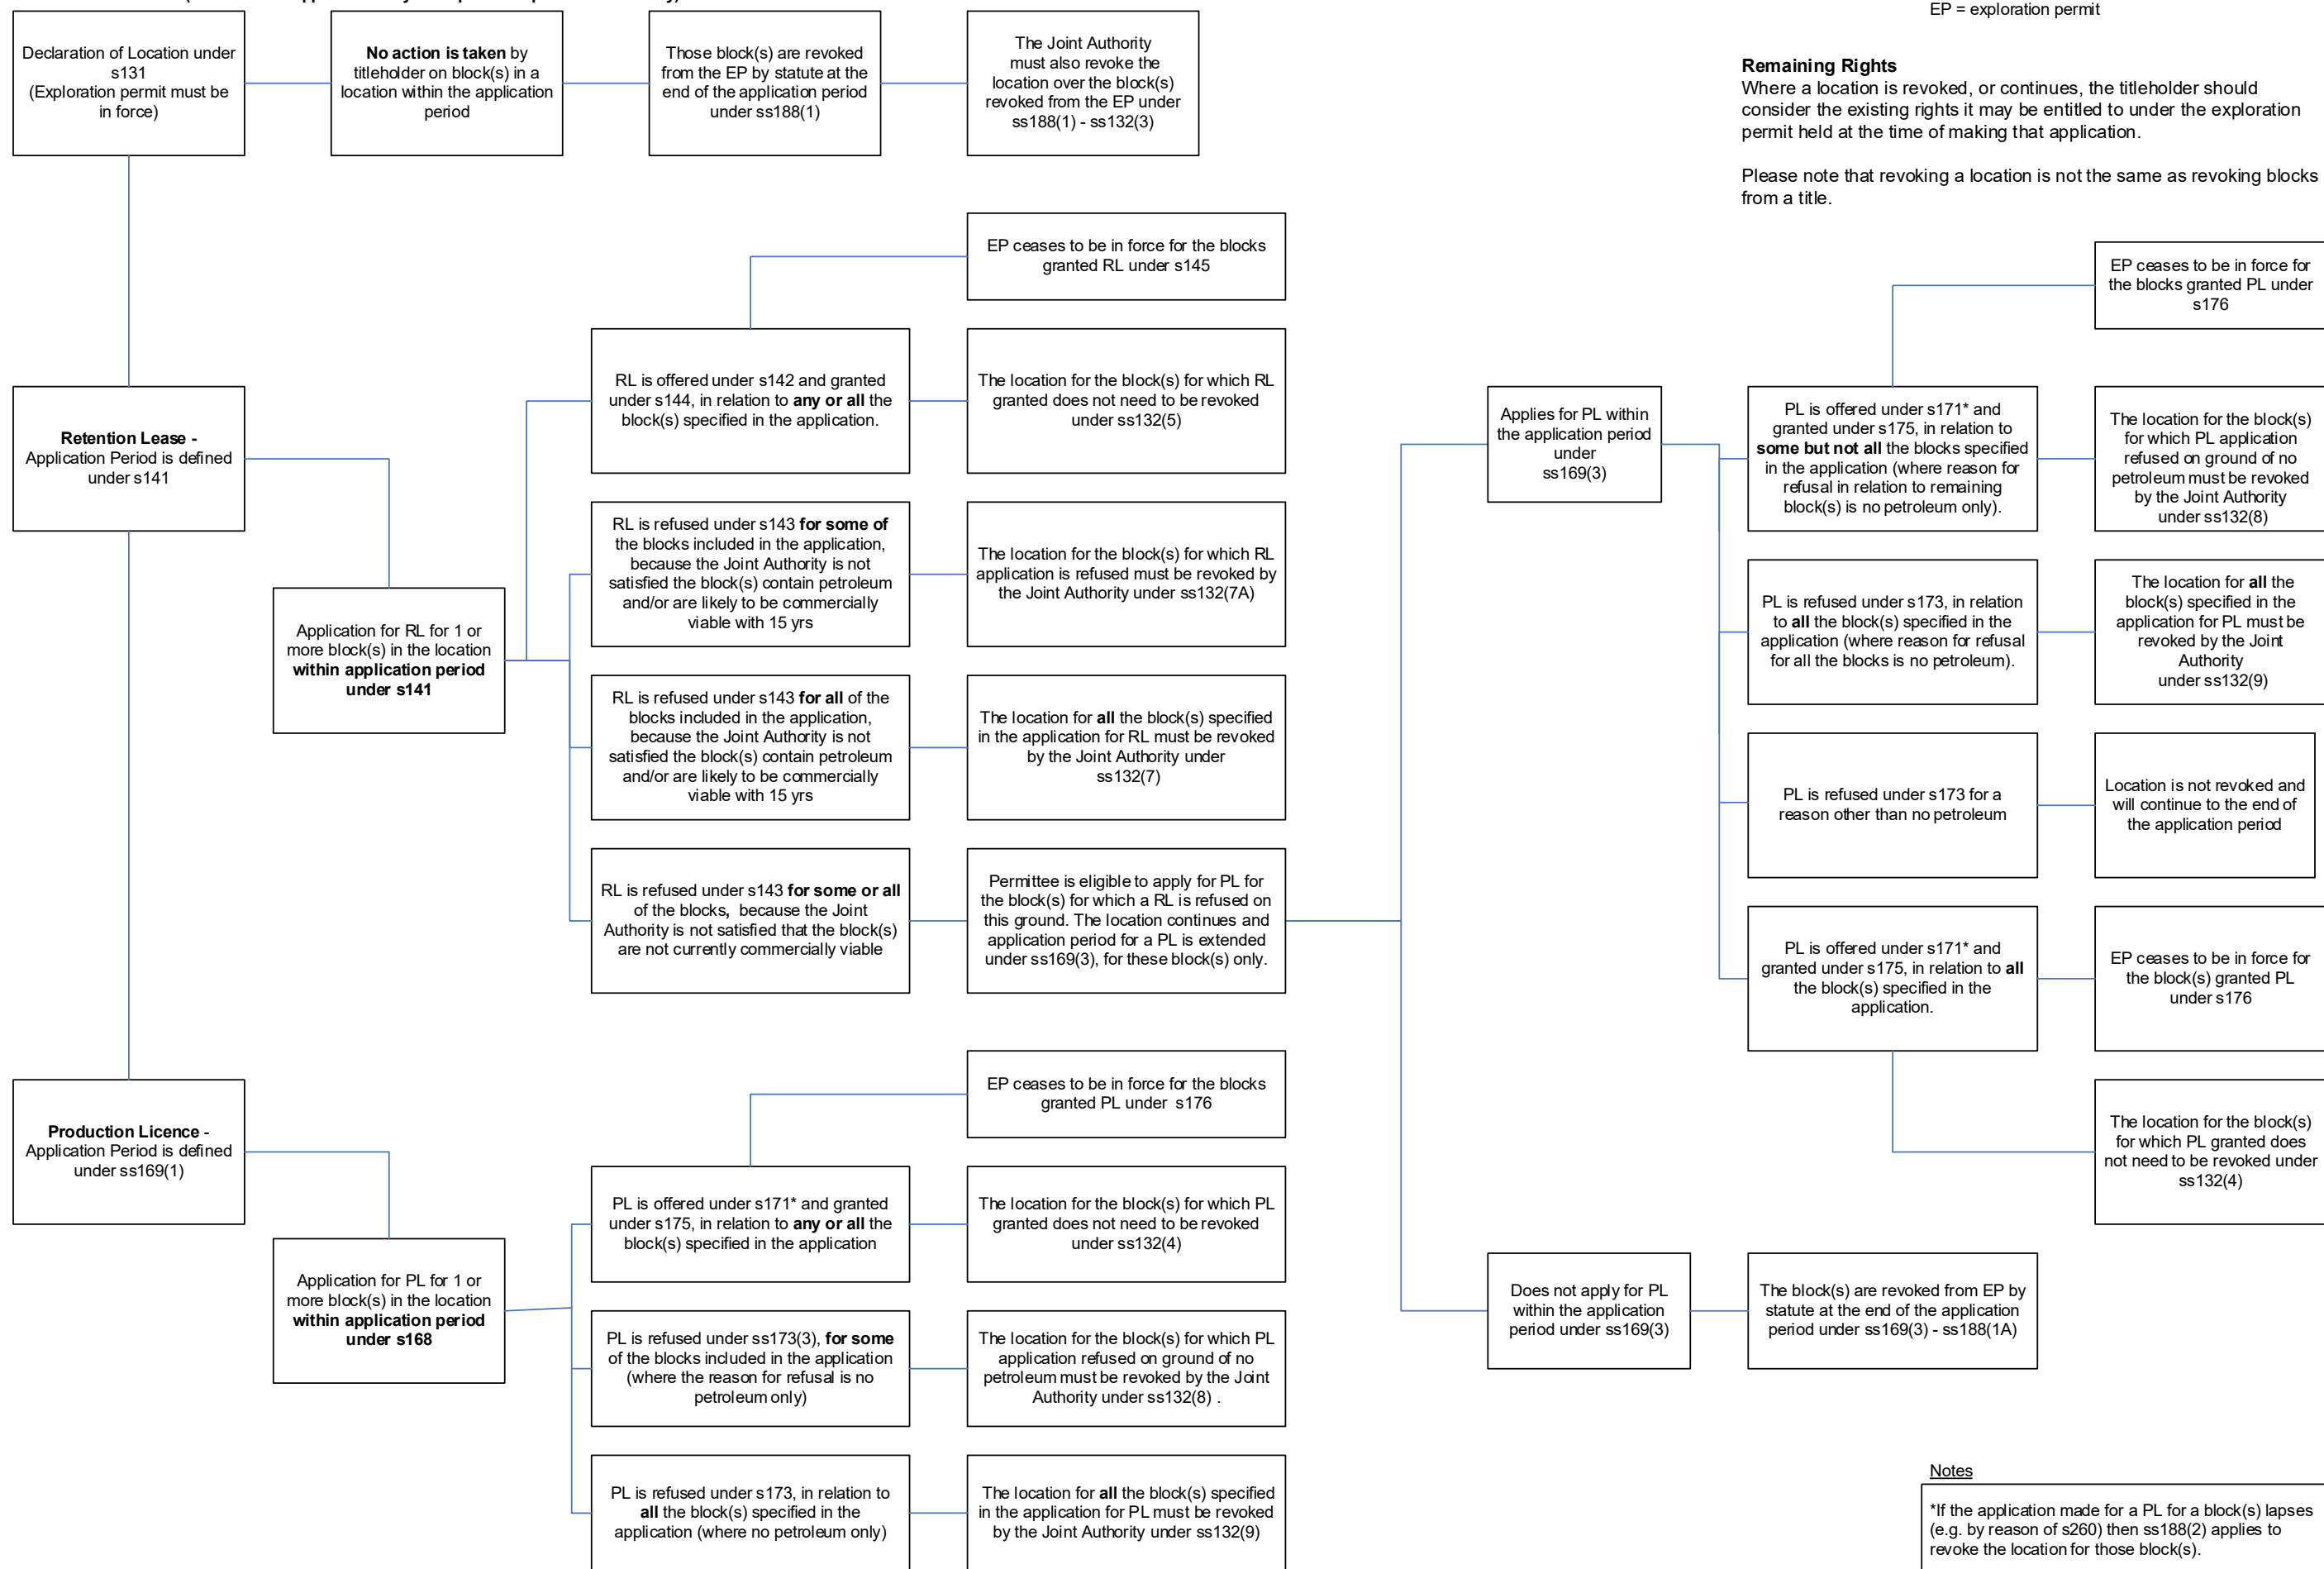 EP = exploration permit
Declaration of Location under
s131
(Exploration permit must be
in force)
No action is taken by
titleholder on block(s) in a
location within the application
period
Those block(s) are revoked
from the EP by statute at the
end of the application period
under ss188(1)
The Joint Authority
must also revoke the
location over the block(s)
revoked from the EP under
ss188(1) - ss132(3)
Remaining Rights
Where a location is revoked, or continues, the titleholder should
consider the existing rights it may be entitled to under the exploration
permit held at the time of making that application.
Please note that revoking a location is not the same as revoking blocks
from a title.
Retention Lease -
Application Period is defined
under s141
Application for RL for 1 or
more block(s) in the location
within application period
under s141
EP ceases to be in force for the blocks
granted RL under s145
RL is offered under s142 and granted
under s144, in relation to any or all the
block(s) specified in the application.
The location for the block(s) for which RL
granted does not need to be revoked
under ss132(5)
RL is refused under s143 for some of
the blocks included in the application,
because the Joint Authority is not
satisfied the block(s) contain petroleum
and/or are likely to be commercially
viable with 15 yrs
The location for the block(s) for which RL
application is refused must be revoked by
the Joint Authority under ss132(7A)
RL is refused under s143 for all of the
blocks included in the application,
because the Joint Authority is not
satisfied the block(s) contain petroleum
and/or are likely to be commercially
viable with 15 yrs
The location for all the block(s) specified
in the application for RL must be revoked
by the Joint Authority under
ss132(7)
RL is refused under s143 for some or all
of the blocks, because the Joint
Authority is not satisfied that the block(s)
are not currently commercially viable
Permittee is eligible to apply for PL for
the block(s) for which a RL is refused on
this ground. The location continues and
application period for a PL is extended
under ss169(3), for these block(s) only.
Applies for PL within
the application period
under
ss169(3)
EP ceases to be in force for
the blocks granted PL under
s176
PL is offered under s171* and
granted under s175, in relation to
some but not all the blocks specified
in the application (where reason for
refusal in relation to remaining
block(s) is no petroleum only).
The location for the block(s)
for which PL application
refused on ground of no
petroleum must be revoked
by the Joint Authority
under ss132(8)
PL is refused under s173, in relation
to all the block(s) specified in the
application (where reason for refusal
for all the blocks is no petroleum).
The location for all the
block(s) specified in the
application for PL must be
revoked by the Joint
Authority
under ss132(9)
PL is refused under s173 for a
reason other than no petroleum
Location is not revoked and
will continue to the end of
the application period
PL is offered under s171* and
granted under s175, in relation to all
the block(s) specified in the
application.
EP ceases to be in force for
the block(s) granted PL
under s176
The location for the block(s)
for which PL granted does
not need to be revoked under
ss132(4)
Does not apply for PL
within the application
period under ss169(3)
The block(s) are revoked from EP by
statute at the end of the application
period under ss169(3) - ss188(1A)
Production Licence -
Application Period is defined
under ss169(1)
Application for PL for 1 or
more block(s) in the location
within application period
under s168
EP ceases to be in force for the blocks
granted PL under s176
PL is offered under s171* and granted
under s175, in relation to any or all the
block(s) specified in the application
The location for the block(s) for which PL
granted does not need to be revoked
under ss132(4)
PL is refused under ss173(3), for some
of the blocks included in the application
(where the reason for refusal is no
petroleum only)
The location for the block(s) for which PL
application refused on ground of no
petroleum must be revoked by the Joint
Authority under ss132(8) .
PL is refused under s173, in relation to
all the block(s) specified in the
application (where no petroleum only)
The location for all the block(s) specified
in the application for PL must be revoked
by the Joint Authority under ss132(9)
Notes
*If the application made for a PL for a block(s) lapses
(e.g. by reason of s260) then ss188(2) applies to
revoke the location for those block(s).